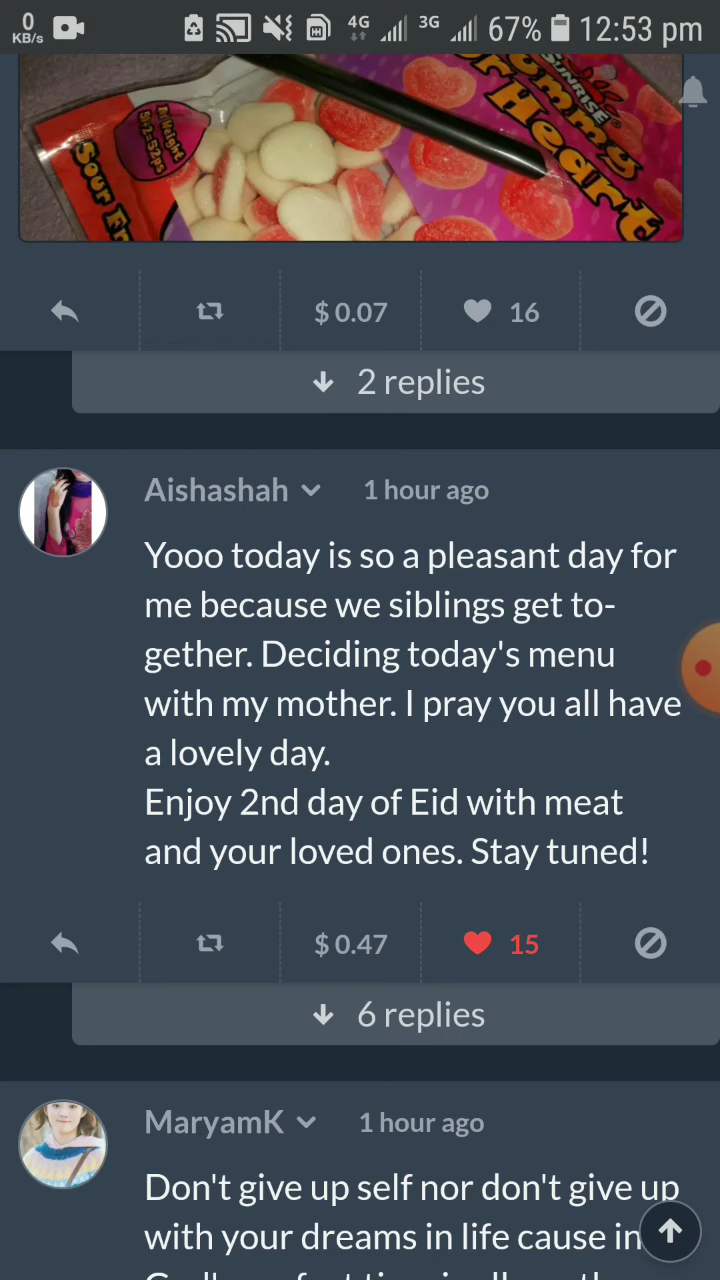 0
KB/s
4G
3G
67%
12:53 pm
SUNRISE®
ummy
Heart
Sour Fr
$ 0.07
16
2 replies
Aishashah
1 hour ago
Yooo today is so a pleasant day for
me because we siblings get to-
gether. Deciding today's menu
with my mother. I pray you all have
a lovely day.
Enjoy 2nd day of Eid with meat
and your loved ones. Stay tuned!
$ 0.47
15
6 replies
MaryamK
1 hour ago
Don't give up self nor don't give up
with your dreams in life cause in